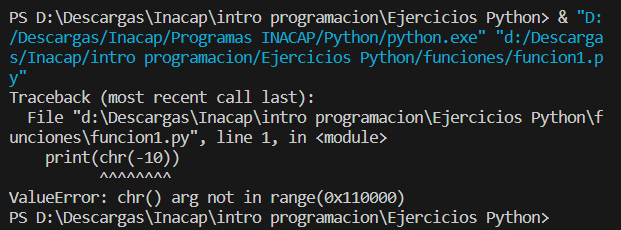 PS D:\Descargas\Inacap\intro programacion\Ejercicios Python> & "D:
/Descargas/Inacap/Programas INACAP/Python/python.exe" "d:/Descarga
s/Inacap/intro programacion/Ejercicios Python/funciones/funcion1.p
y"
Traceback (most recent call last):
  File "d:\Descargas\Inacap\intro programacion\Ejercicios Python\f
unciones\funcion1.py", line 1, in <module>
    print(chr(-10))
          ^^^^^^^^
ValueError: chr() arg not in range(0x110000)
PS D:\Descargas\Inacap\intro programacion\Ejercicios Python>